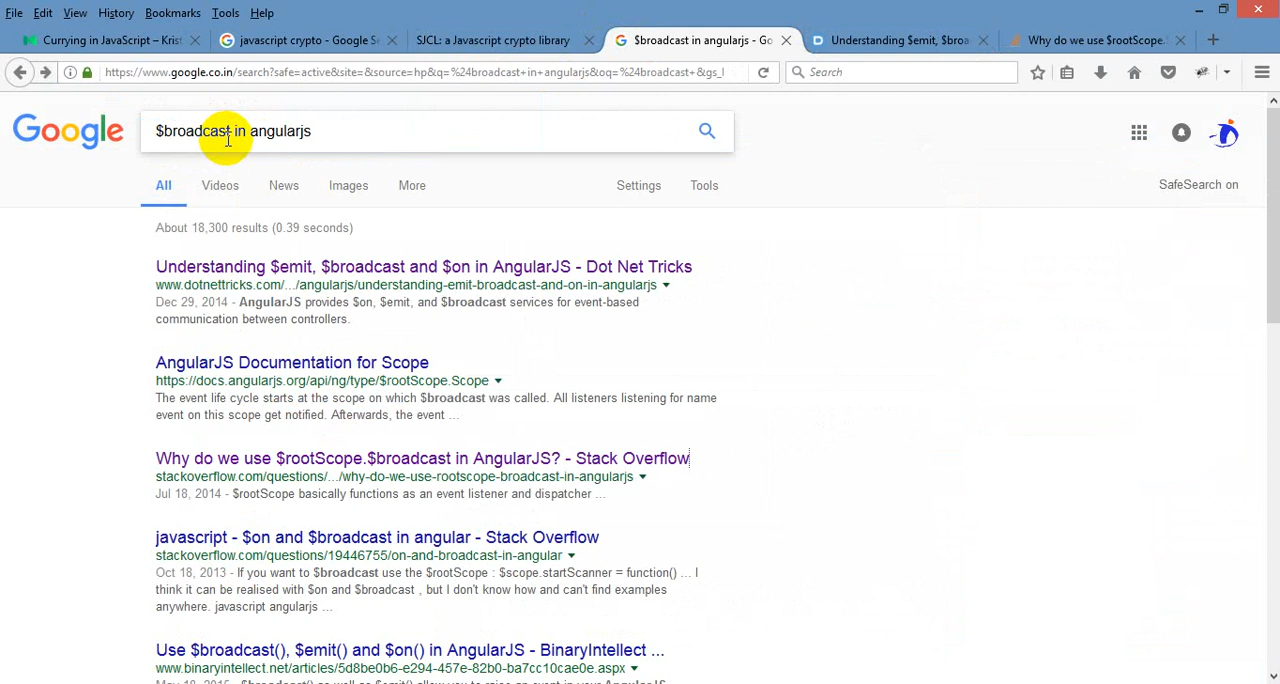 File Edit View History Bookmarks Tools Help
Currying in JavaScript – Krist
javascript crypto - Google Se
SJCL: a Javascript crypto library
$broadcast in angularjs - Go
Understanding $emit, $broa
Why do we use $rootScope.
https://www.google.co.in/search?safe=active&site=&source=hp&q=%24broadcast+in+angularjs&oq=%24broadcast+&gs_l
Search
Google
$broadcast in angularjs
All Videos News Images More Settings Tools
SafeSearch on
About 18,300 results (0.39 seconds)
Understanding $emit, $broadcast and $on in AngularJS - Dot Net Tricks
www.dotnettricks.com/.../angularjs/understanding-emit-broadcast-and-on-in-angularjs
Dec 29, 2014 - AngularJS provides $on, $emit, and $broadcast services for event-based
communication between controllers.
AngularJS Documentation for Scope
https://docs.angularjs.org/api/ng/type/$rootScope.Scope
The event life cycle starts at the scope on which $broadcast was called. All listeners listening for name
event on this scope get notified. Afterwards, the event ...
Why do we use $rootScope.$broadcast in AngularJS? - Stack Overflow
stackoverflow.com/questions/.../why-do-we-use-rootscope-broadcast-in-angularjs
Jul 18, 2014 - $rootScope basically functions as an event listener and dispatcher ...
javascript - $on and $broadcast in angular - Stack Overflow
stackoverflow.com/questions/19446755/on-and-broadcast-in-angular
Oct 18, 2013 - If you want to $broadcast use the $rootScope : $scope.startScanner = function() ... I
think it can be realised with $on and $broadcast , but I don't know how and can't find examples
anywhere. javascript angularjs ...
Use $broadcast(), $emit() and $on() in AngularJS - BinaryIntellect ...
www.binaryintellect.net/articles/5d8be0b6-e294-457e-82b0-ba7cc10cae0e.aspx